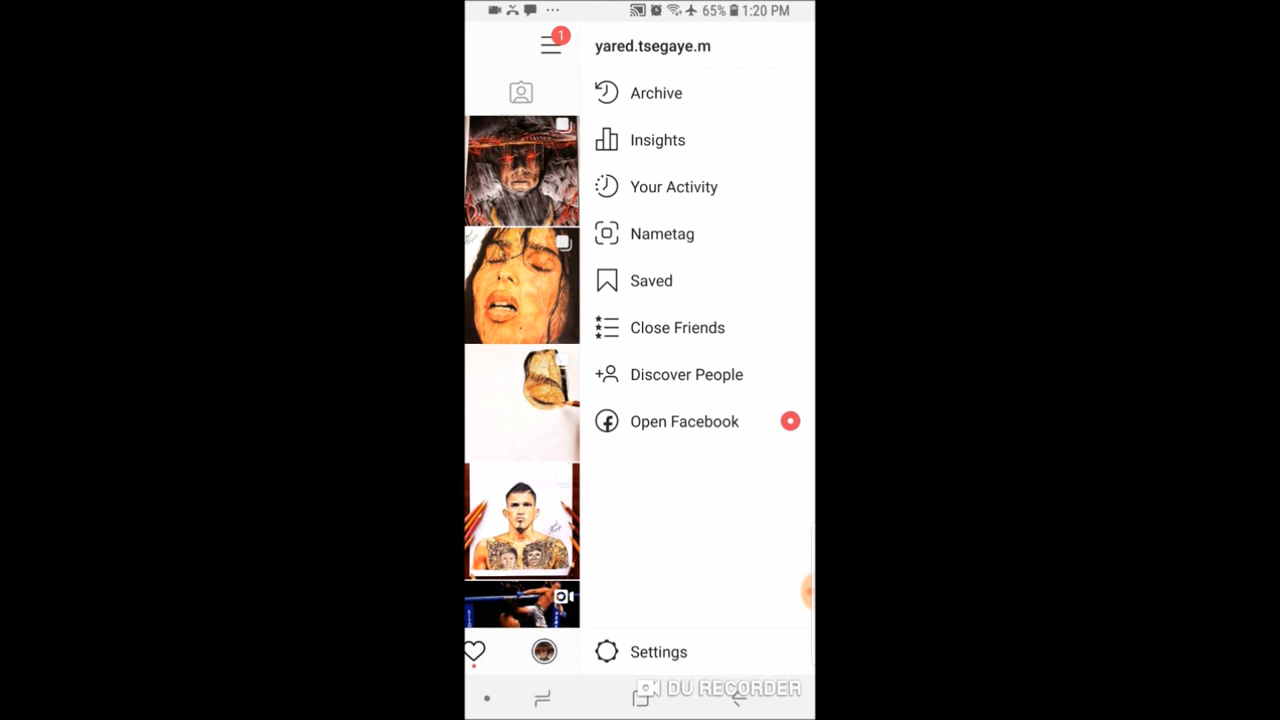 65% 1:20 PM
1
yared.tsegaye.m
Archive
Insights
Your Activity
Nametag
Saved
Close Friends
Discover People
Open Facebook
Settings
DU RECORDER